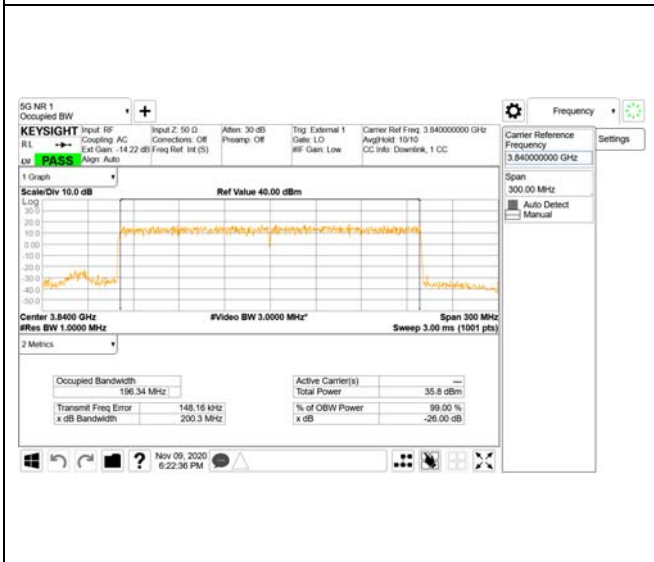 5G NR 1
Occupied BW
Frequency
KEYSIGHT Input: RF Input Z: 50 Ω Atten: 30 dB Trig: External 1 Carrier Ref Freq: 3.840000000 GHz
R L Coupling: AC Corrections: Off Preamp: Off Gate: LO Avg|Hold: 10/10
Ext Gain: -14.22 dB Freq Ref: Int (S) #IF Gain: Low CC Info: Downlink, 1 CC
PASS Align: Auto
Carrier Reference
Frequency
3.840000000 GHz
Settings
Span
300.00 MHz
Auto Detect
Manual
1 Graph
Scale/Div 10.0 dB Ref Value 40.00 dBm
Log
30.0
20.0
10.0
0.00
-10.0
-20.0
-30.0
-40.0
-50.0
Center 3.8400 GHz #Video BW 3.0000 MHz* Span 300 MHz
#Res BW 1.0000 MHz Sweep 3.00 ms (1001 pts)
2 Metrics
Occupied Bandwidth
196.34 MHz
Transmit Freq Error 148.16 kHz
x dB Bandwidth 200.3 MHz
Active Carrier(s) ---
Total Power 35.8 dBm
% of OBW Power 99.00 %
x dB -26.00 dB
Nov 09, 2020
6:22:36 PM